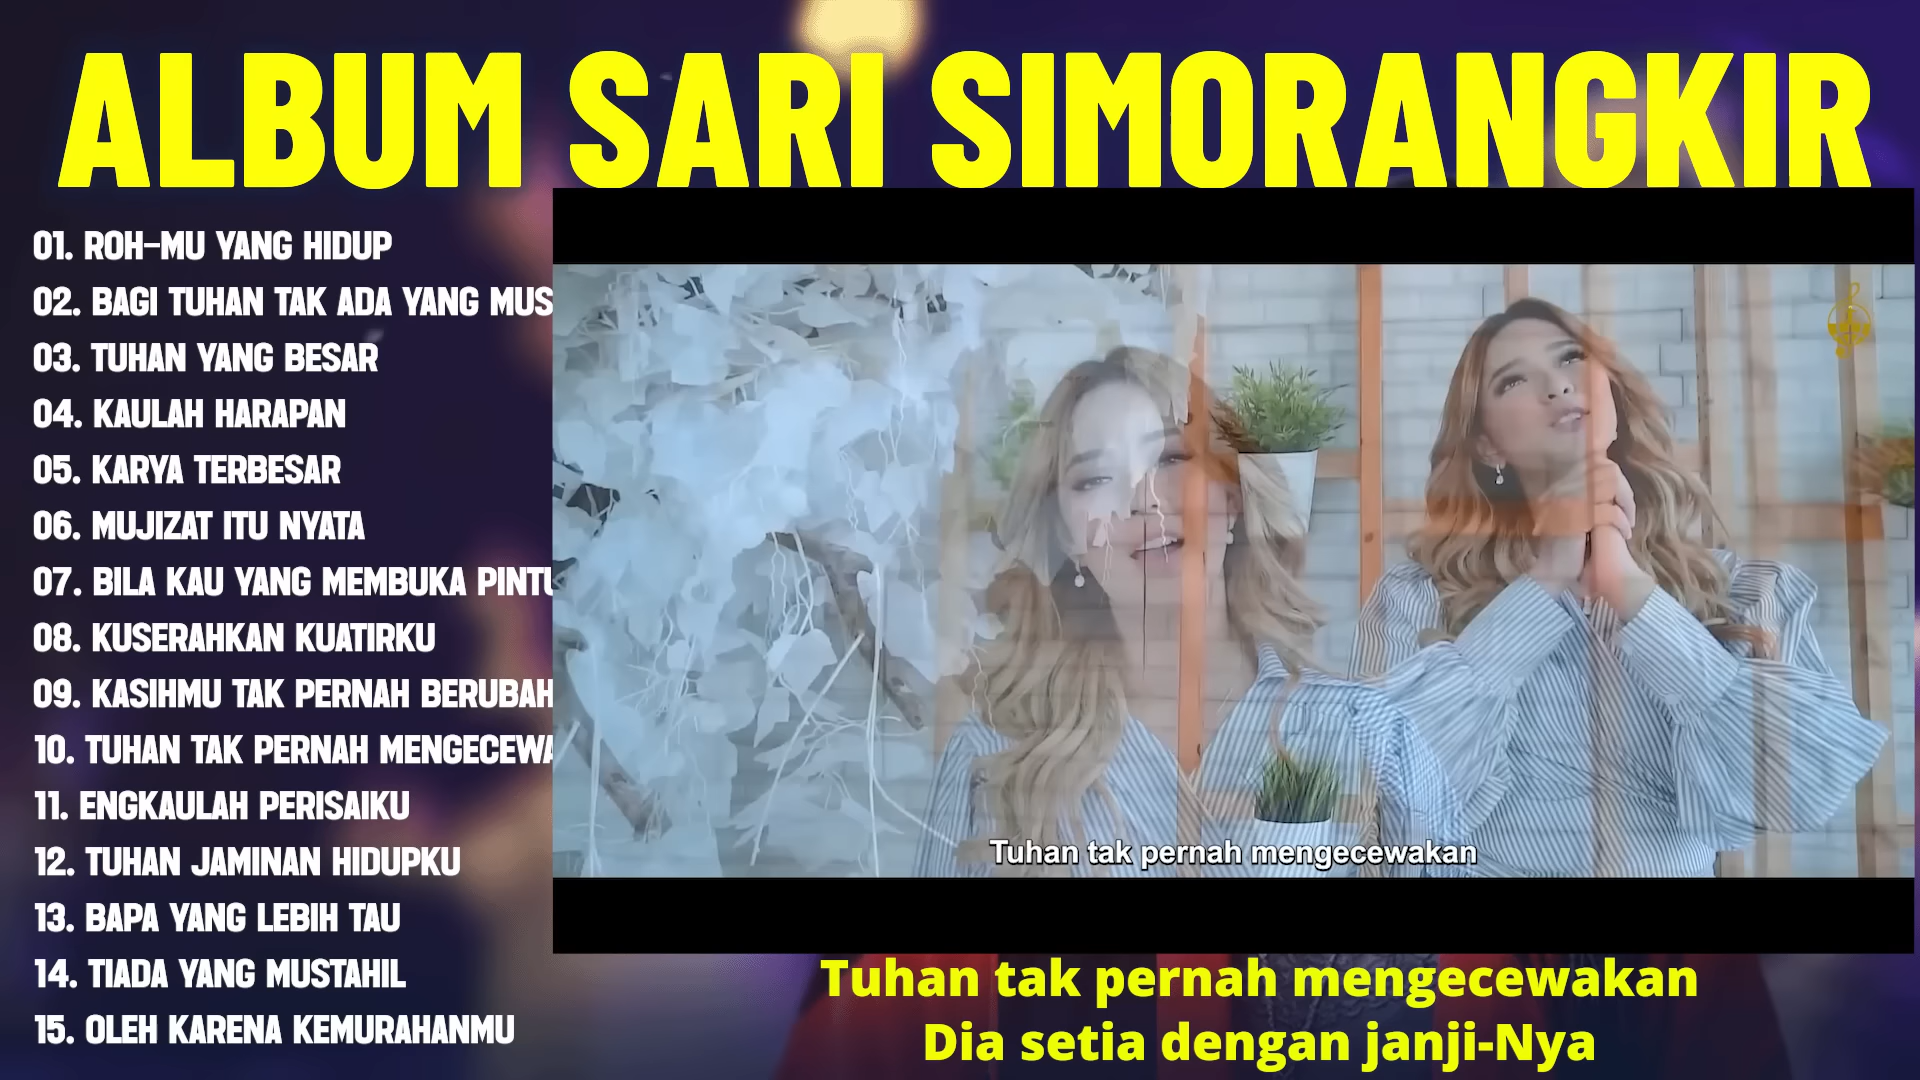 ALBUM SARI SIMORANGKIR
01. ROH-MU YANG HIDUP
02. BAGI TUHAN TAK ADA YANG MUS
03. TUHAN YANG BESAR
04. KAULAH HARAPAN
05. KARYA TERBESAR
06. MUJIZAT ITU NYATA
07. BILA KAU YANG MEMBUKA PINTU
08. KUSERAHKAN KUATIRKU
09. KASIHMU TAK PERNAH BERUBAH
10. TUHAN TAK PERNAH MENGECEWA
11. ENGKAULAH PERISAIKU
12. TUHAN JAMINAN HIDUPKU
13. BAPA YANG LEBIH TAU
14. TIADA YANG MUSTAHIL
15. OLEH KARENA KEMURAHANMU
Tuhan tak pernah mengecewakan
Tuhan tak pernah mengecewakan
Dia setia dengan janji-Nya